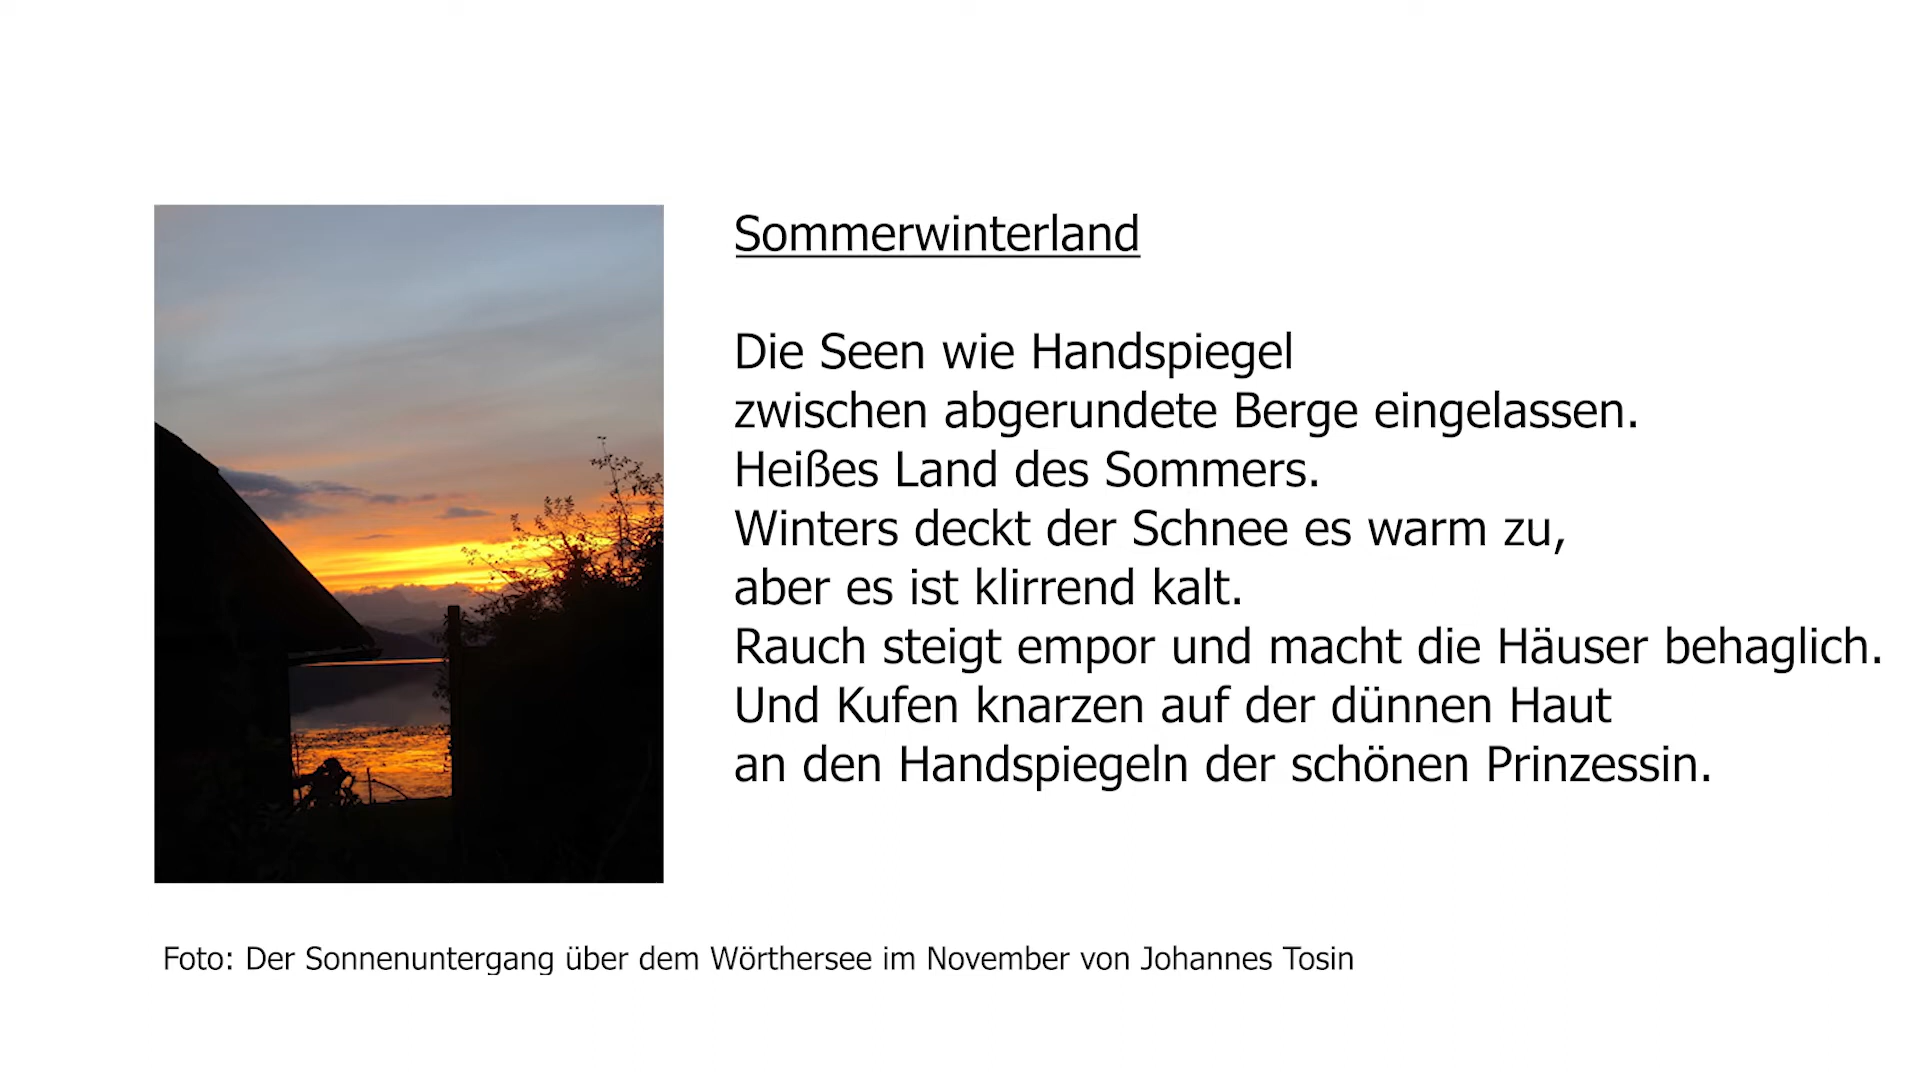 Sommerwinterland
Die Seen wie Handspiegel
zwischen abgerundete Berge eingelassen.
Heißes Land des Sommers.
Winters deckt der Schnee es warm zu,
aber es ist klirrend kalt.
Rauch steigt empor und macht die Häuser behaglich.
Und Kufen knarzen auf der dünnen Haut
an den Handspiegeln der schönen Prinzessin.
Foto: Der Sonnenuntergang über dem Wörthersee im November von Johannes Tosin